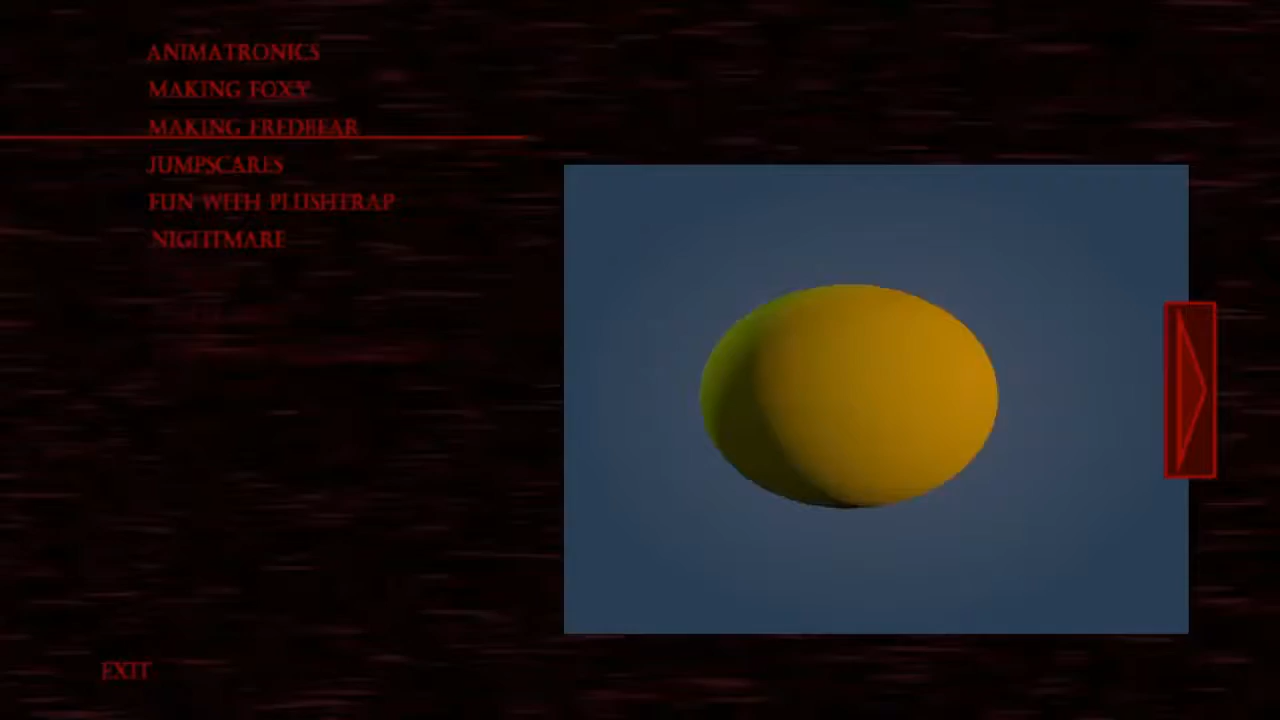 ANIMATRONICS
MAKING FOXY
MAKING FREDBEAR
JUMPSCARES
FUN WITH PLUSHTRAP
NIGHTMARE
EXIT